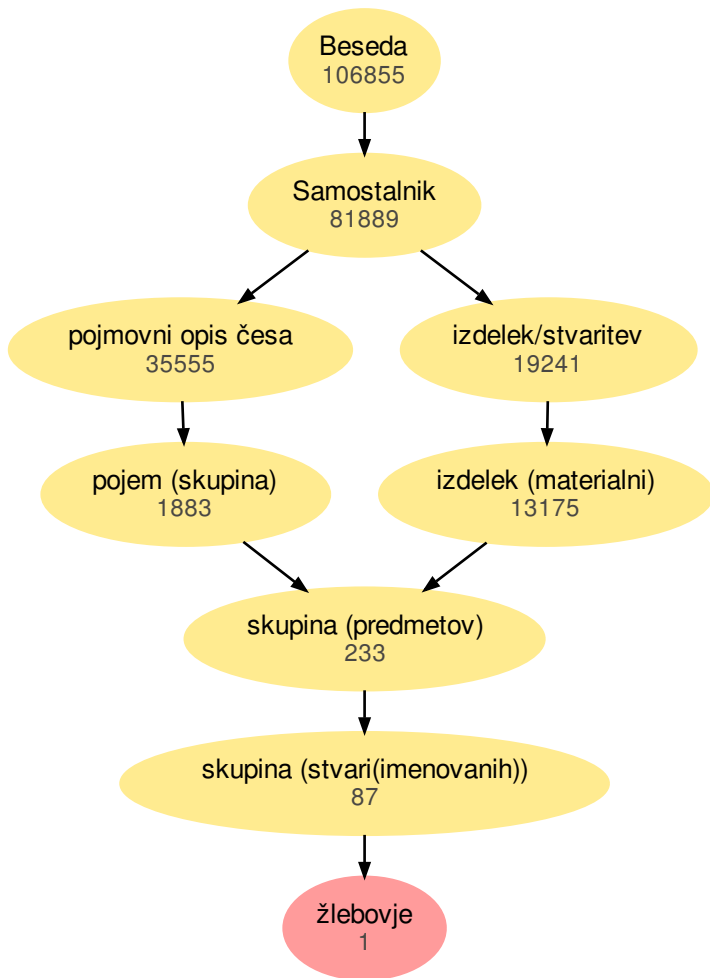 Beseda
106855
Samostalnik
81889
pojmovni opis česa
35555
izdelek/stvaritev
19241
pojem (skupina)
1883
izdelek (materialni)
13175
skupina (predmetov)
233
skupina (stvari(imenovanih))
87
žlebovje
1